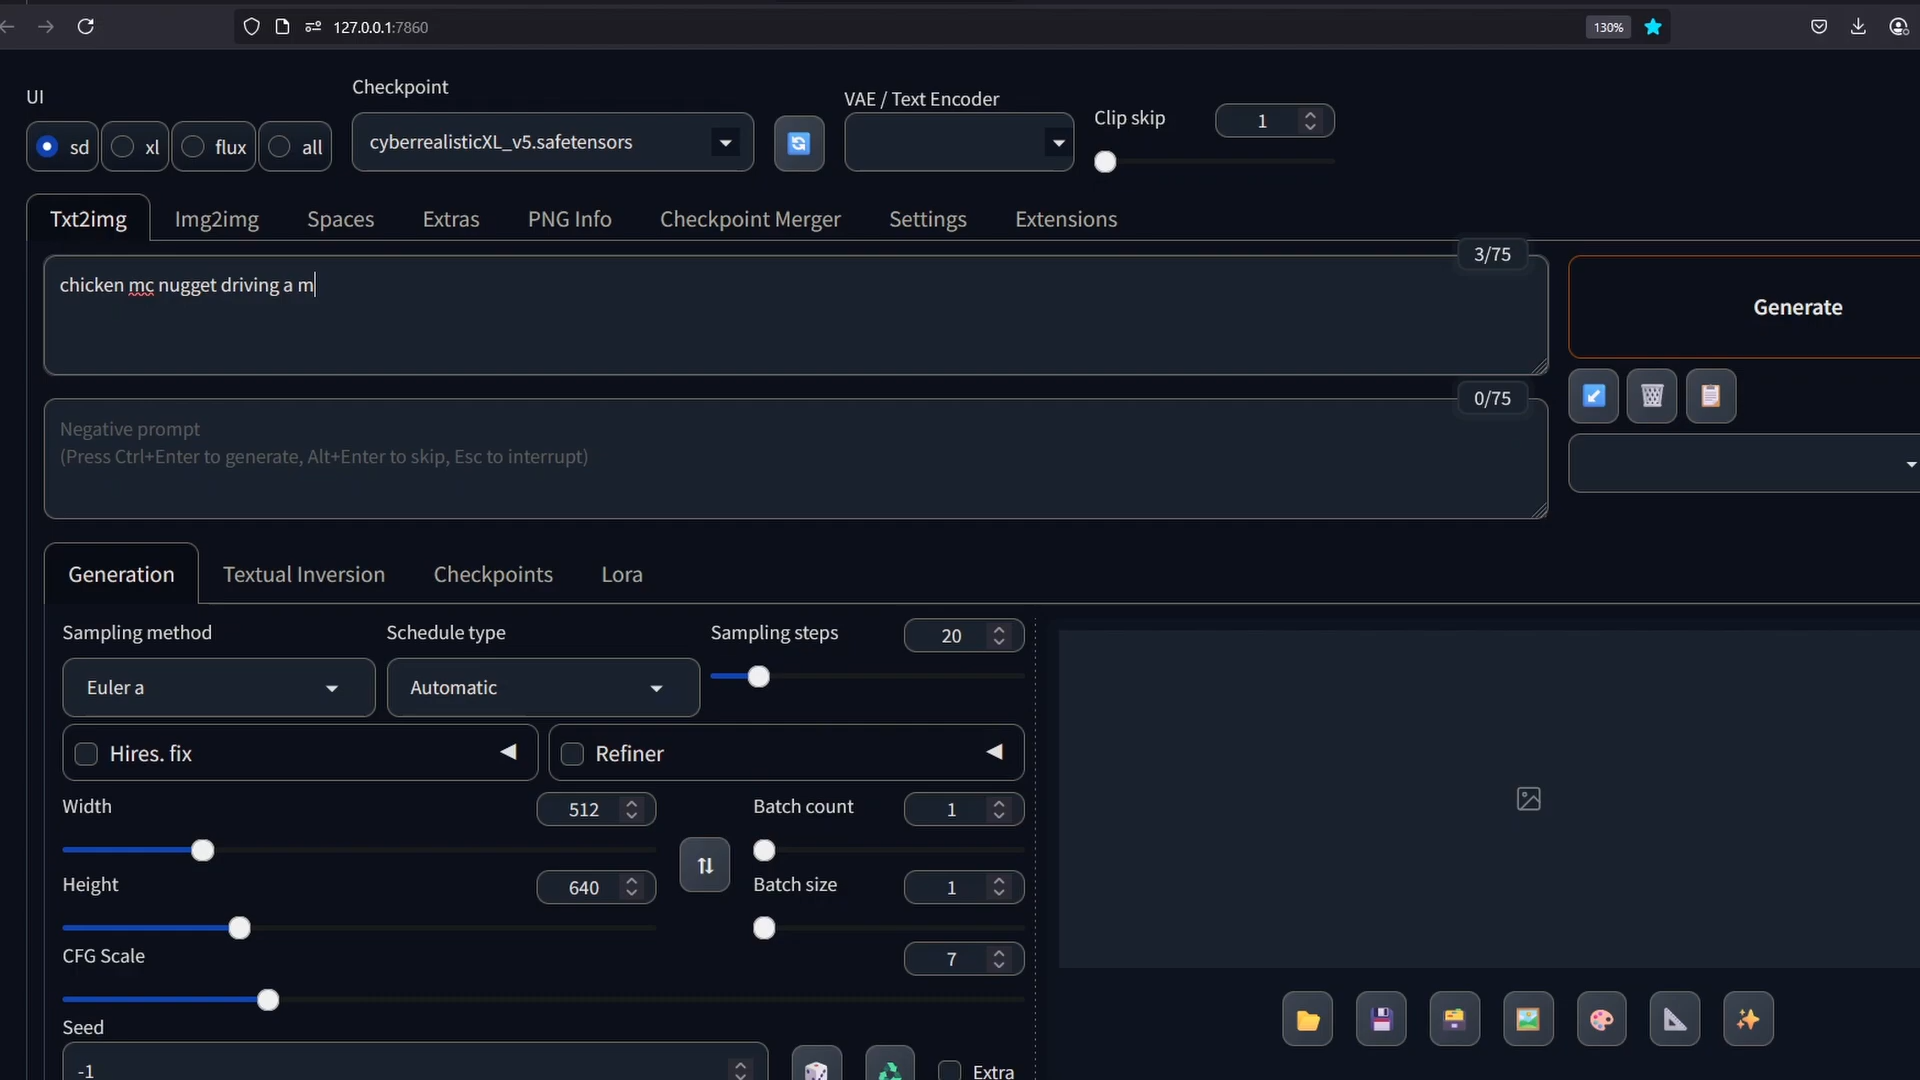 127.0.0.1:7860
130%
UI
Checkpoint
VAE / Text Encoder
Clip skip
1
sd
xl
flux
all
cyberrealisticXL_v5.safetensors
Txt2img
Img2img
Spaces
Extras
PNG Info
Checkpoint Merger
Settings
Extensions
3/75
chicken mc nugget driving a m
Generate
0/75
Negative prompt
(Press Ctrl+Enter to generate, Alt+Enter to skip, Esc to interrupt)
Generation
Textual Inversion
Checkpoints
Lora
Sampling method
Schedule type
Sampling steps
20
Euler a
Automatic
Hires. fix
Refiner
Width
512
Batch count
1
Height
640
Batch size
1
CFG Scale
7
Seed
-1
Extra